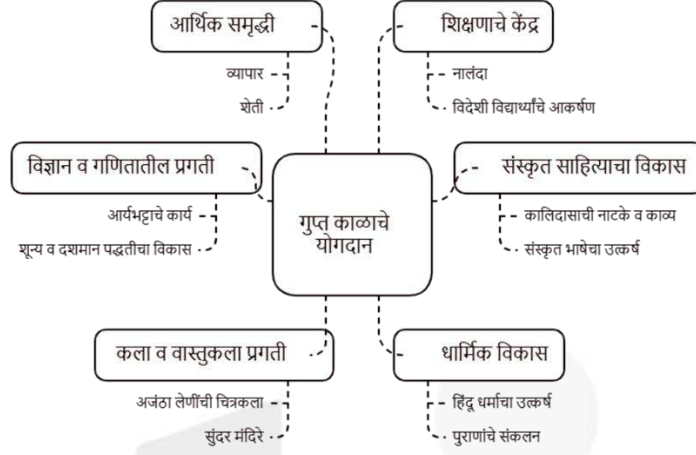 आर्थिक समृद्धी
व्यापार
शेती
शिक्षणाचे केंद्र
नालंदा
विदेशी विद्यार्थ्यांचे आकर्षण
विज्ञान व गणितातील प्रगती
आर्यभट्टाचे कार्य
शून्य व दशमान पद्धतीचा विकास
गुप्त काळाचे
योगदान
संस्कृत साहित्याचा विकास
कालिदासाची नाटके व काव्य
संस्कृत भाषेचा उत्कर्ष
कला व वास्तुकला प्रगती
अजंठा लेणींची चित्रकला
सुंदर मंदिरे
धार्मिक विकास
हिंदू धर्माचा उत्कर्ष
पुराणांचे संकलन